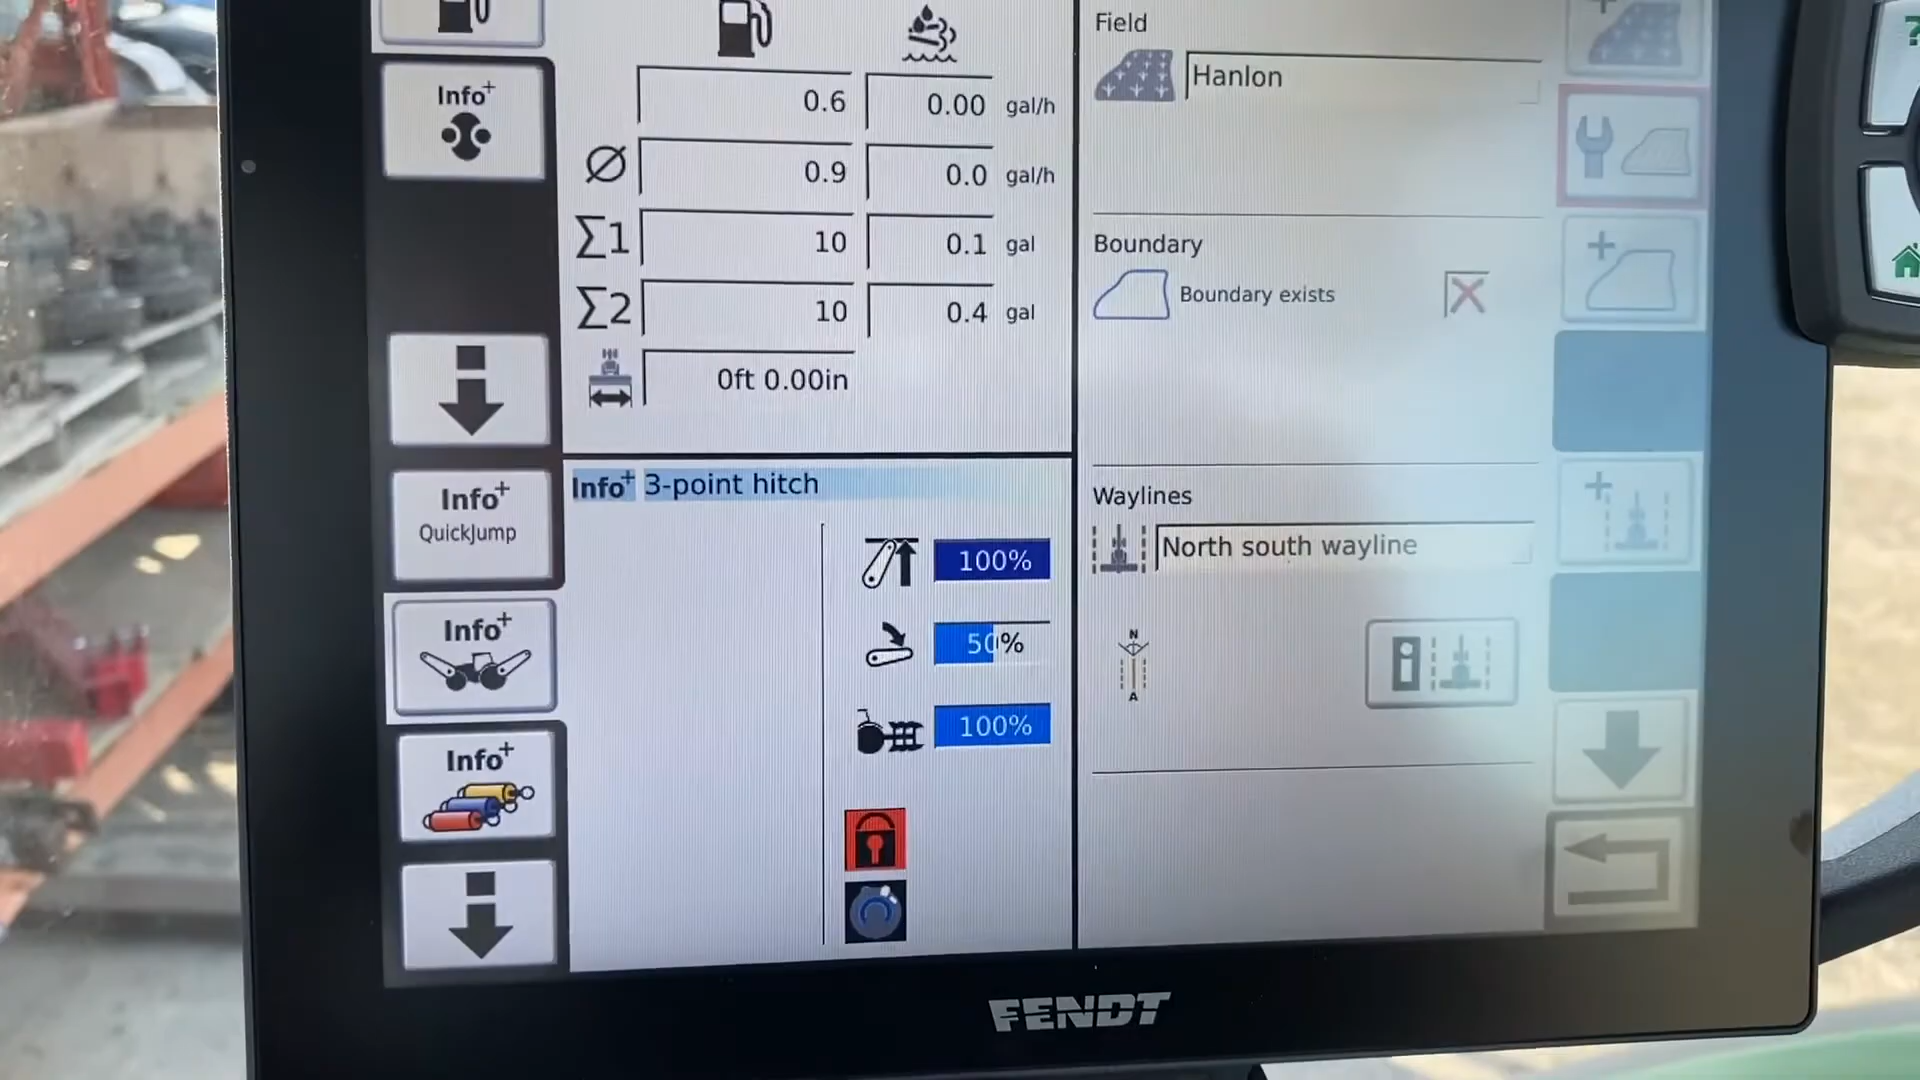 Info+
Info+
QuickJump
Info+
Info+
0.6 0.00 gal/h
Ø 0.9 0.0 gal/h
∑1 10 0.1 gal
∑2 10 0.4 gal
0ft 0.00in
Info+ 3-point hitch
100%
50%
100%
Field
Hanlon
Boundary
Boundary exists
Waylines
North south wayline
N
A
FENDT